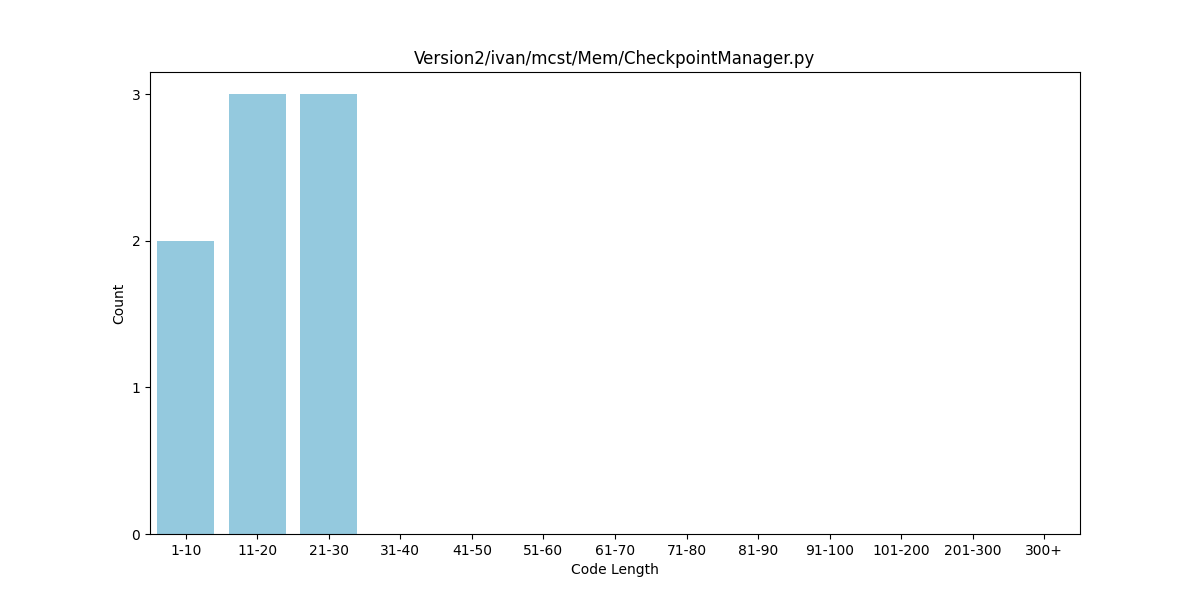 Version2/ivan/mcst/Mem/CheckpointManager.py
3
2
1
0
Count
1-10 11-20 21-30 31-40 41-50 51-60 61-70 71-80 81-90 91-100 101-200 201-300 300+
Code Length